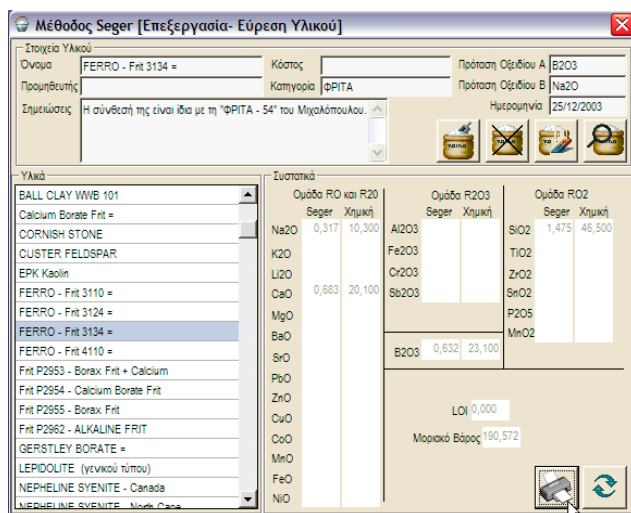 Μέθοδος Seger [Επεξεργασία- Εύρεση Υλικού]
Στοιχεία Υλικού
Όνομα FERRO - Frit 3134 = Κόστος Πρόταση Οξειδίου Α B2O3
Προμηθευτής Κατηγορία ΦΡΙΤΑ Πρόταση Οξειδίου Β Na2O
Σημειώσεις Η σύνθεσή της είναι ίδια με τη "ΦΡΙΤΑ - 54" του Μιχαλόπουλου. Ημερομηνία 25/12/2003
Υλικά
BALL CLAY WWB 101
Calcium Borate Frit =
CORNISH STONE
CUSTER FELDSPAR
EPK Kaolin
FERRO - Frit 3110 =
FERRO - Frit 3124 =
FERRO - Frit 3134 =
FERRO - Frit 4110 =
Frit P2953 - Borax Frit + Calcium
Frit P2954 - Calcium Borate Frit
Frit P2955 - Borax Frit
Frit P2962 - ALKALINE FRIT
GERSTLEY BORATE =
LEPIDOLITE (γενικού τύπου)
NEPHELINE SYENITE - Canada
NEPHELINE SYENITE - North Cape
Συστατικά
Ομάδα RO και R20 Ομάδα R2O3 Ομάδα RO2
Seger Χημική Seger Χημική Seger Χημική
Na2O 0,317 10,300 Al2O3 SiO2 1,475 46,500
K2O Fe2O3 TiO2
Li2O Cr2O3 ZrO2
CaO 0,683 20,100 Sb2O3 SnO2
MgO P2O5
BaO MnO2
SrO B2O3 0,632 23,100
PbO
ZnO
CuO LOI 0,000
CoO Μοριακό Βάρος 190,572
MnO
FeO
NiO